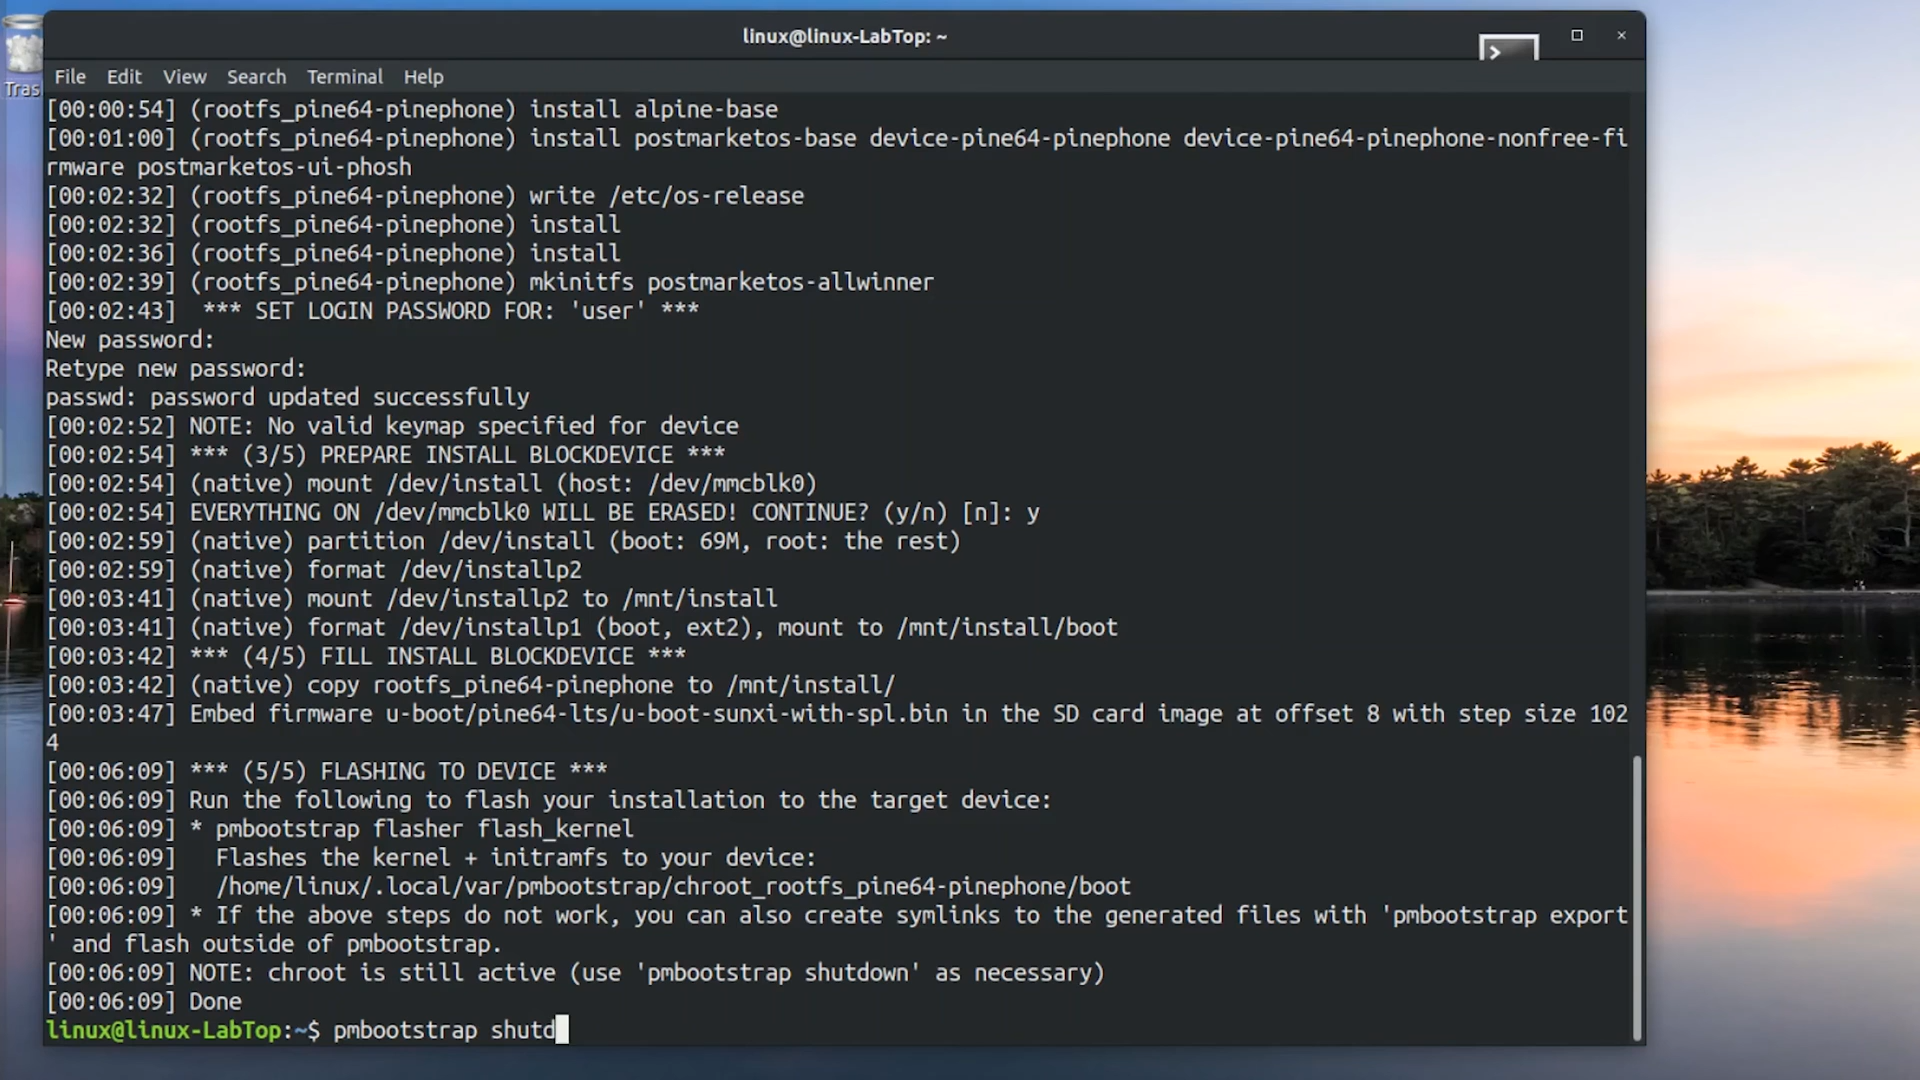 linux@linux-LabTop: ~
Tras
File Edit View Search Terminal Help
[00:00:54] (rootfs_pine64-pinephone) install alpine-base
[00:01:00] (rootfs_pine64-pinephone) install postmarketos-base device-pine64-pinephone device-pine64-pinephone-nonfree-fi
rmware postmarketos-ui-phosh
[00:02:32] (rootfs_pine64-pinephone) write /etc/os-release
[00:02:32] (rootfs_pine64-pinephone) install
[00:02:36] (rootfs_pine64-pinephone) install
[00:02:39] (rootfs_pine64-pinephone) mkinitfs postmarketos-allwinner
[00:02:43]  *** SET LOGIN PASSWORD FOR: 'user' ***
New password:
Retype new password:
passwd: password updated successfully
[00:02:52] NOTE: No valid keymap specified for device
[00:02:54] *** (3/5) PREPARE INSTALL BLOCKDEVICE ***
[00:02:54] (native) mount /dev/install (host: /dev/mmcblk0)
[00:02:54] EVERYTHING ON /dev/mmcblk0 WILL BE ERASED! CONTINUE? (y/n) [n]: y
[00:02:59] (native) partition /dev/install (boot: 69M, root: the rest)
[00:02:59] (native) format /dev/installp2
[00:03:41] (native) mount /dev/installp2 to /mnt/install
[00:03:41] (native) format /dev/installp1 (boot, ext2), mount to /mnt/install/boot
[00:03:42] *** (4/5) FILL INSTALL BLOCKDEVICE ***
[00:03:42] (native) copy rootfs_pine64-pinephone to /mnt/install/
[00:03:47] Embed firmware u-boot/pine64-lts/u-boot-sunxi-with-spl.bin in the SD card image at offset 8 with step size 102
4
[00:06:09] *** (5/5) FLASHING TO DEVICE ***
[00:06:09] Run the following to flash your installation to the target device:
[00:06:09] * pmbootstrap flasher flash_kernel
[00:06:09]   Flashes the kernel + initramfs to your device:
[00:06:09]   /home/linux/.local/var/pmbootstrap/chroot_rootfs_pine64-pinephone/boot
[00:06:09] * If the above steps do not work, you can also create symlinks to the generated files with 'pmbootstrap export
' and flash outside of pmbootstrap.
[00:06:09] NOTE: chroot is still active (use 'pmbootstrap shutdown' as necessary)
[00:06:09] Done
linux@linux-LabTop:~$ pmbootstrap shutd